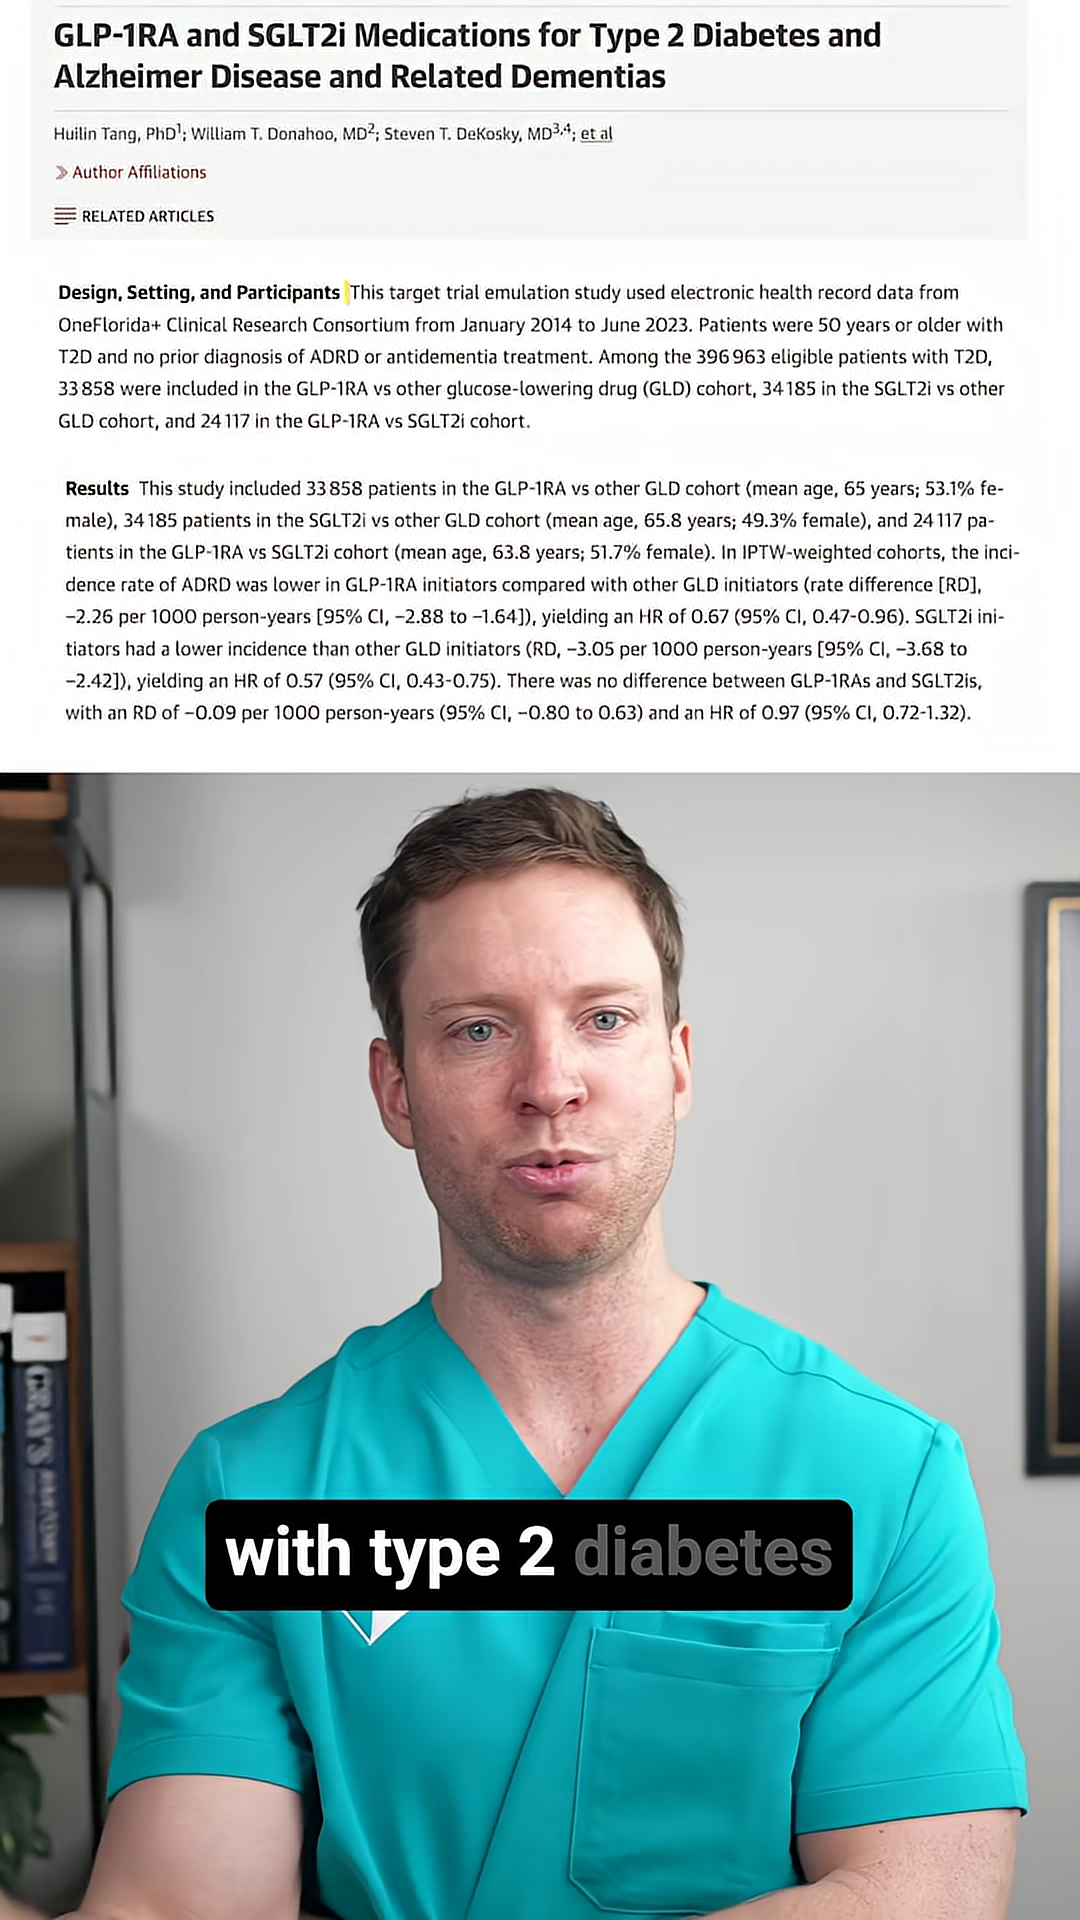 GLP-1RA and SGLT2i Medications for Type 2 Diabetes and
Alzheimer Disease and Related Dementias
Huilin Tang, PhD1; William T. Donahoo, MD2; Steven T. DeKosky, MD3,4; et al
Author Affiliations
RELATED ARTICLES
Design, Setting, and Participants This target trial emulation study used electronic health record data from
OneFlorida+ Clinical Research Consortium from January 2014 to June 2023. Patients were 50 years or older with
T2D and no prior diagnosis of ADRD or antidementia treatment. Among the 396 963 eligible patients with T2D,
33 858 were included in the GLP-1RA vs other glucose-lowering drug (GLD) cohort, 34 185 in the SGLT2i vs other
GLD cohort, and 24 117 in the GLP-1RA vs SGLT2i cohort.
Results This study included 33 858 patients in the GLP-1RA vs other GLD cohort (mean age, 65 years; 53.1% fe-
male), 34 185 patients in the SGLT2i vs other GLD cohort (mean age, 65.8 years; 49.3% female), and 24 117 pa-
tients in the GLP-1RA vs SGLT2i cohort (mean age, 63.8 years; 51.7% female). In IPTW-weighted cohorts, the inci-
dence rate of ADRD was lower in GLP-1RA initiators compared with other GLD initiators (rate difference [RD],
−2.26 per 1000 person-years [95% CI, −2.88 to −1.64]), yielding an HR of 0.67 (95% CI, 0.47-0.96). SGLT2i ini-
tiators had a lower incidence than other GLD initiators (RD, −3.05 per 1000 person-years [95% CI, −3.68 to
−2.42]), yielding an HR of 0.57 (95% CI, 0.43-0.75). There was no difference between GLP-1RAs and SGLT2is,
with an RD of −0.09 per 1000 person-years (95% CI, −0.80 to 0.63) and an HR of 0.97 (95% CI, 0.72-1.32).
with type 2 diabetes
GRAY'S